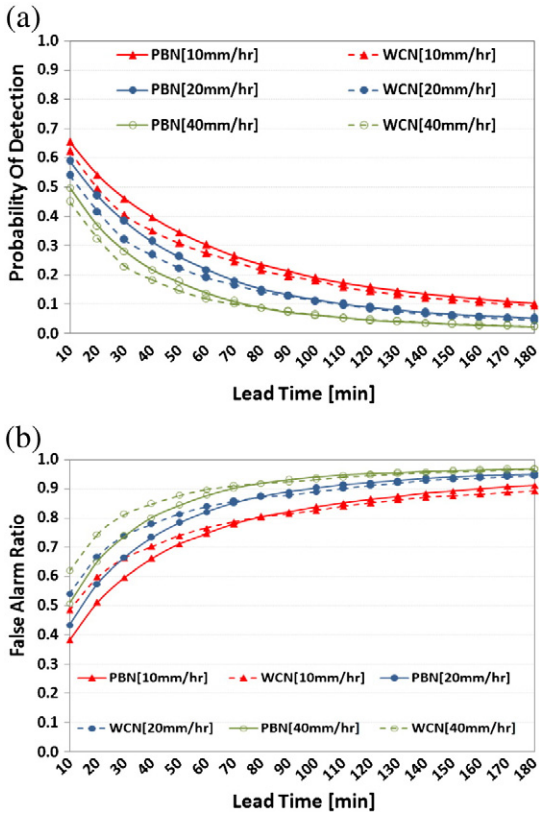 (a)
1.0
PBN[10mm/hr] WCN[10mm/hr]
0.9
PBN[20mm/hr] WCN[20mm/hr]
0.8
PBN[40mm/hr] WCN[40mm/hr]
0.7
0.6
0.5
0.4
0.3
0.2
0.1
0.0
Probability Of Detection
10 20 30 40 50 60 70 80 90 100 110 120 130 140 150 160 170 180
Lead Time [min]
(b)
1.0
0.9
0.8
0.7
0.6
0.5
0.4
0.3
0.2
0.1
0.0
False Alarm Ratio
PBN[10mm/hr] WCN[10mm/hr] PBN[20mm/hr]
WCN[20mm/hr] PBN[40mm/hr] WCN[40mm/hr]
10 20 30 40 50 60 70 80 90 100 110 120 130 140 150 160 170 180
Lead Time [min]